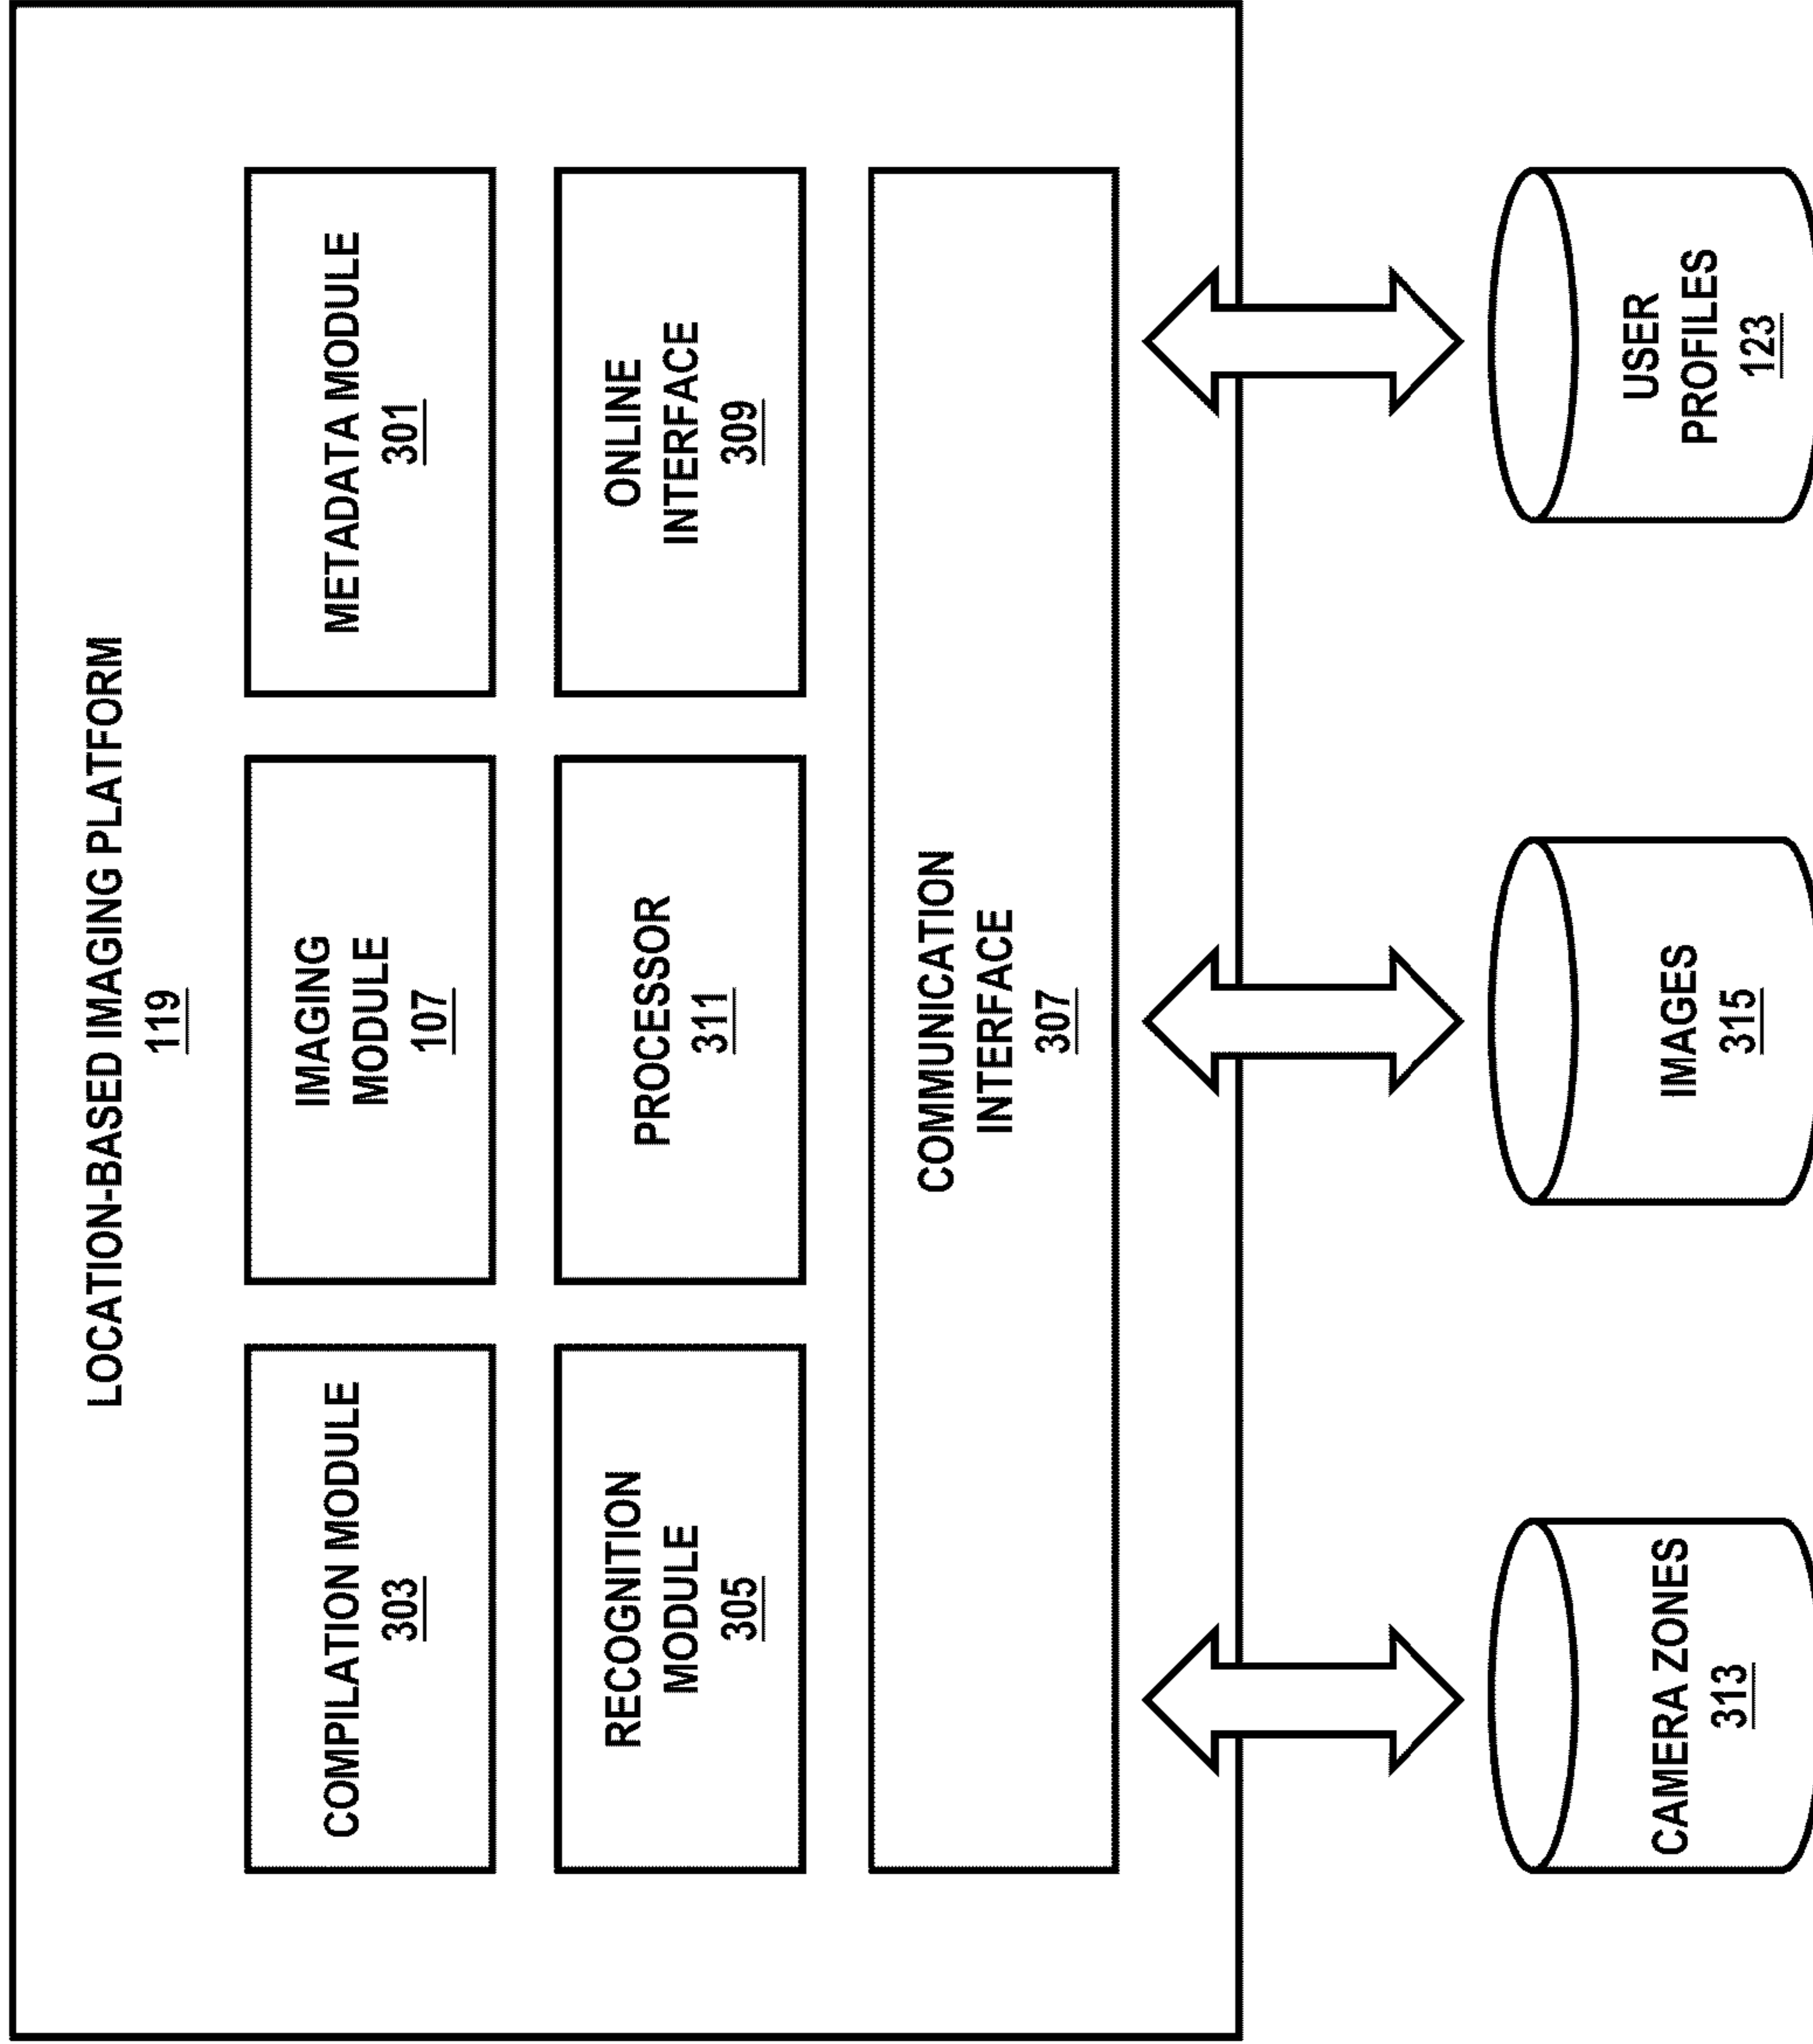 LOCATION-BASED IMAGING PLATFORM
119
COMPILATION MODULE
303
IMAGING
MODULE
107
METADATA MODULE
301
RECOGNITION
MODULE
305
PROCESSOR
311
ONLINE
INTERFACE
309
COMMUNICATION
INTERFACE
307
CAMERA ZONES
313
IMAGES
315
USER
PROFILES
123